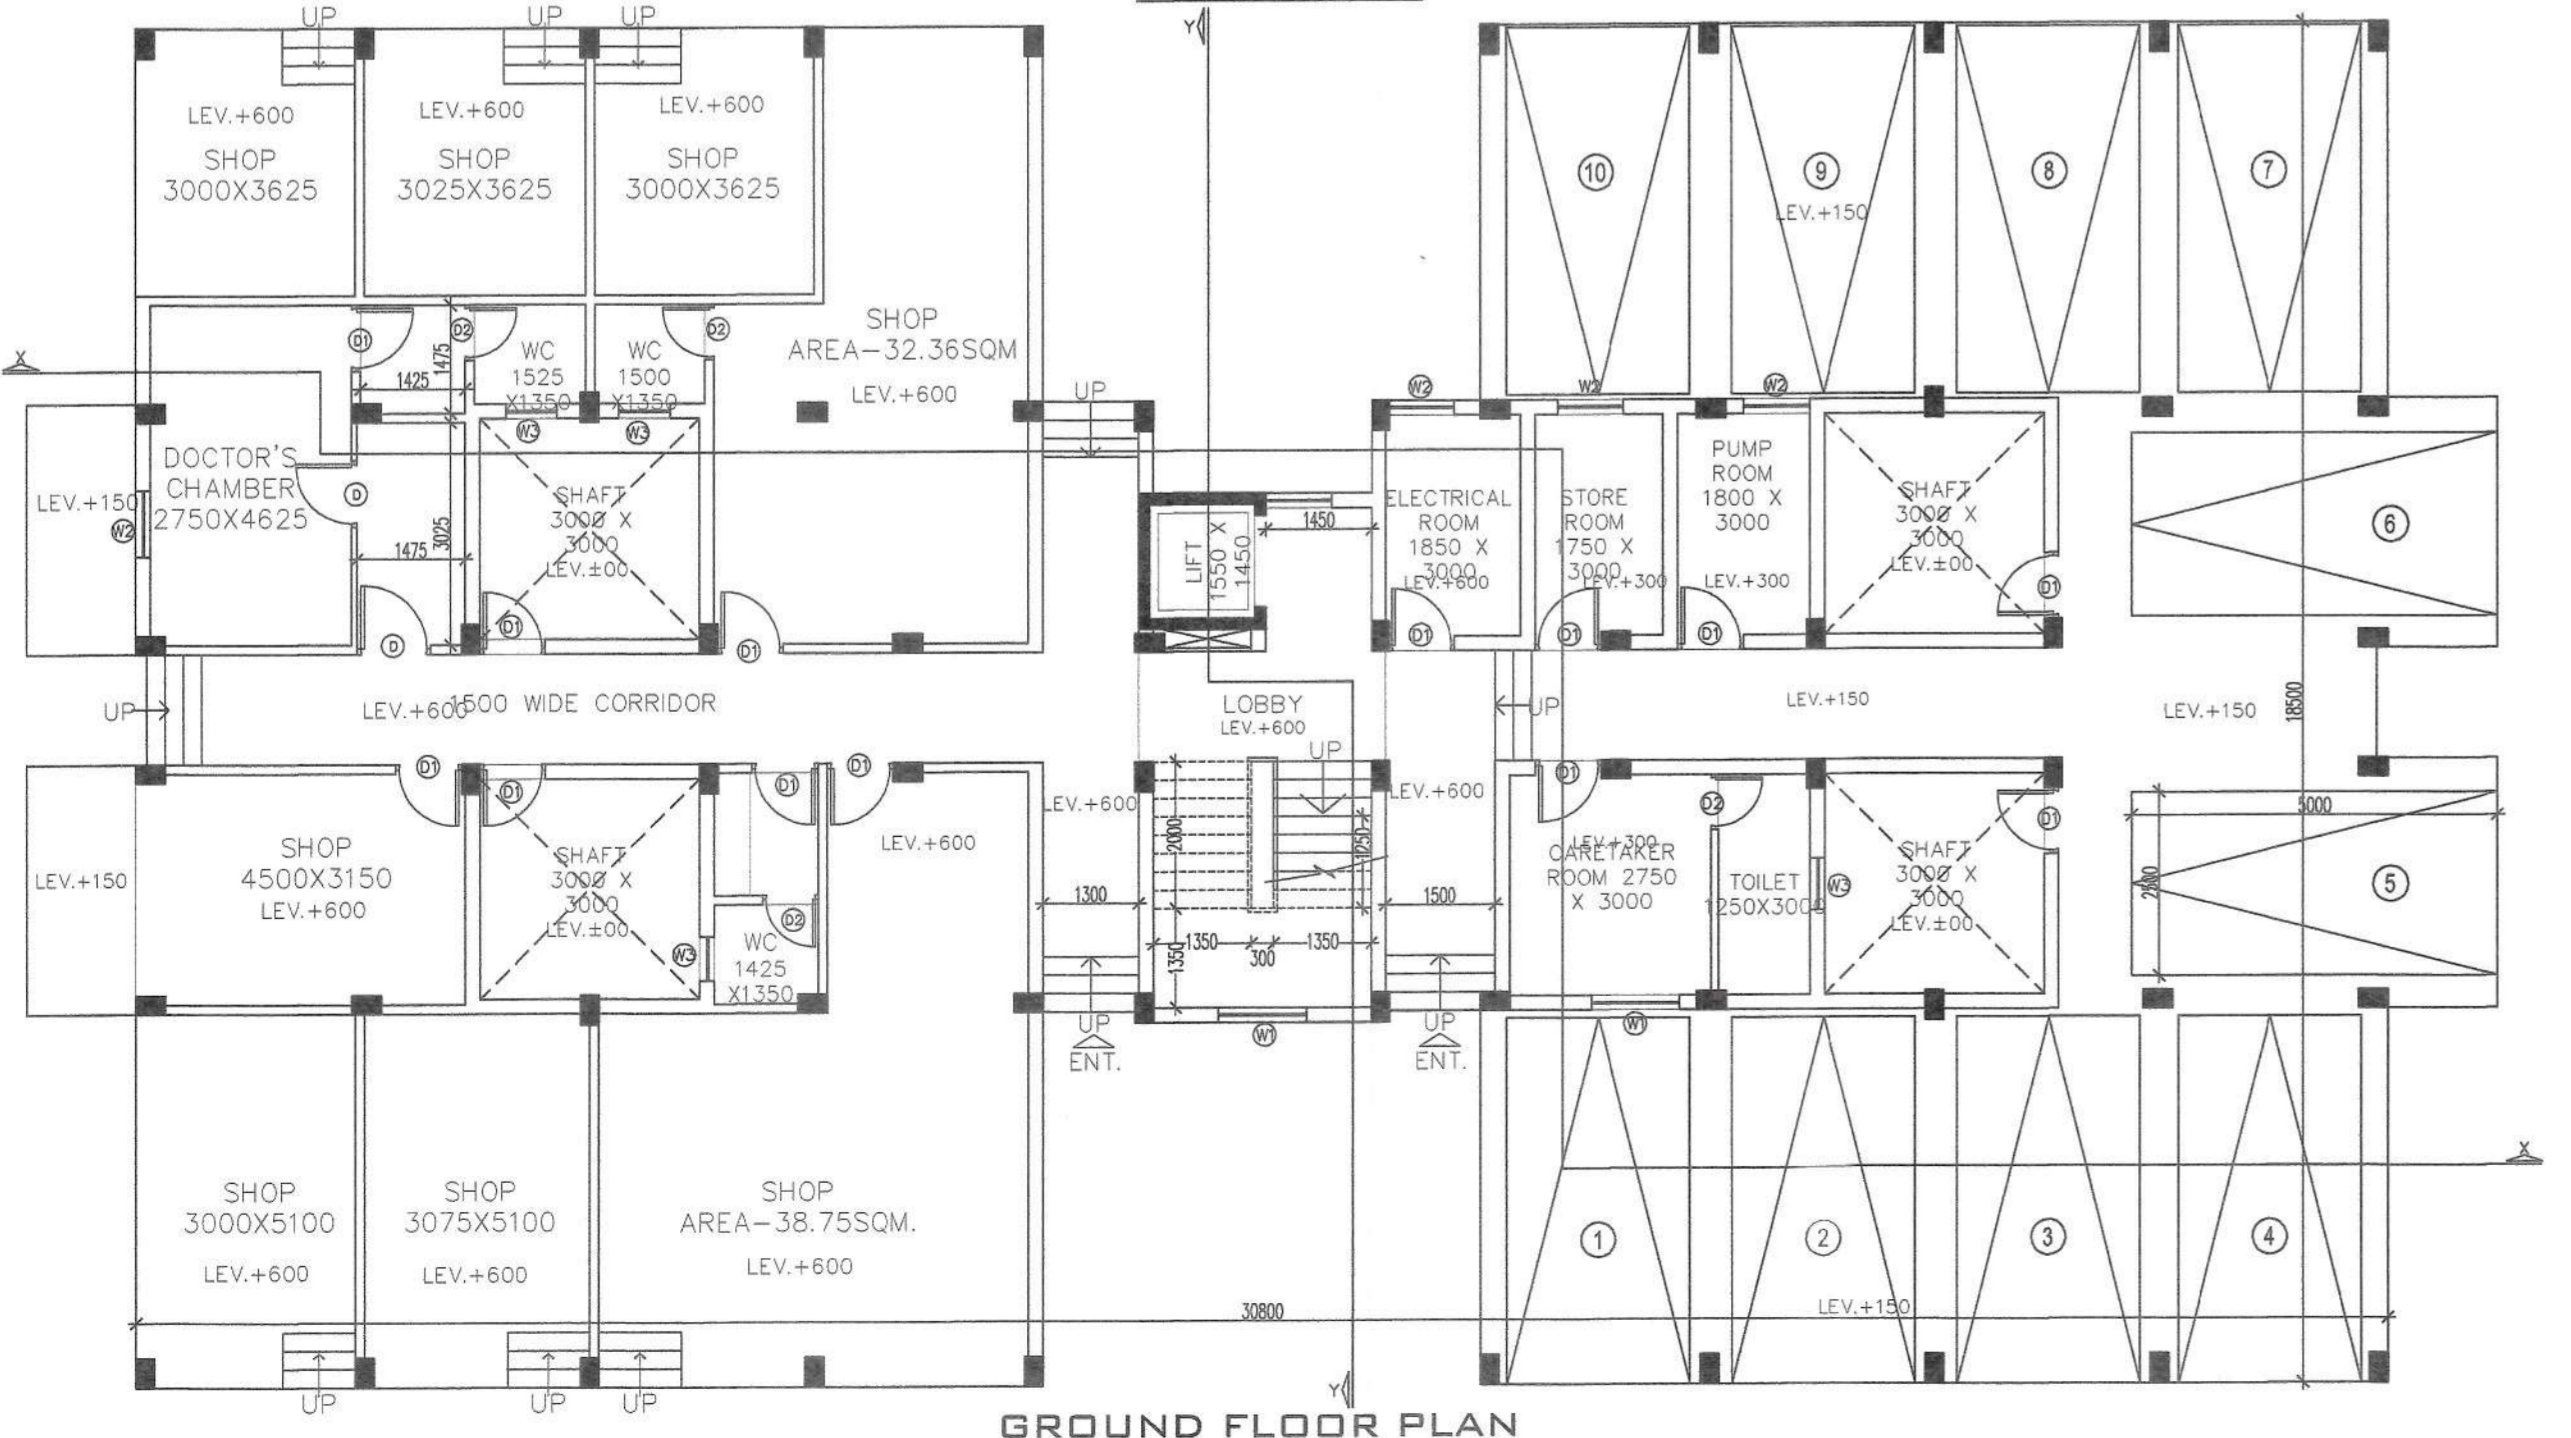 UP
UP
UP
Y
LEV.+600
SHOP
3000X3625
LEV.+600
SHOP
3025X3625
LEV.+600
SHOP
3000X3625
10
9
LEV.+150
8
7
X
D1
D2
1475
1425
WC
1525
X1350
WC
1500
X1350
D2
SHOP
AREA-32.36SQM
LEV.+600
UP
W2
W2
W2
W3
W3
LEV.+150
W2
DOCTOR'S
CHAMBER
2750X4625
D
3025
1475
SHAFT
3000 X
3000
LEV.±00
D
D1
D1
LIFT
1550 X
1450
1450
ELECTRICAL
ROOM
1850 X
3000
LEV.+600
STORE
ROOM
1750 X
3000
LEV.+300
PUMP
ROOM
1800 X
3000
LEV.+300
SHAFT
3000 X
3000
LEV.±00
D1
D1
D1
D1
6
UP
LEV.+600
1500 WIDE CORRIDOR
LOBBY
LEV.+600
UP
LEV.+150
LEV.+150
18500
D1
D1
D1
D1
UP
D1
D2
D1
LEV.+150
SHOP
4500X3150
LEV.+600
SHAFT
3000 X
3000
LEV.±00
W3
WC
1425
X1350
D2
LEV.+600
LEV.+600
1300
2000
1350
1350
300
1350
1250
LEV.+600
1500
LEV.+300
CARETAKER
ROOM 2750
X 3000
TOILET
1250X3000
W3
SHAFT
3000 X
3000
LEV.±00
5000
2500
5
UP
ENT.
W1
UP
ENT.
W1
X
SHOP
3000X5100
LEV.+600
SHOP
3075X5100
LEV.+600
SHOP
AREA-38.75SQM.
LEV.+600
1
2
3
4
LEV.+150
30800
UP
UP
UP
Y
GROUND FLOOR PLAN